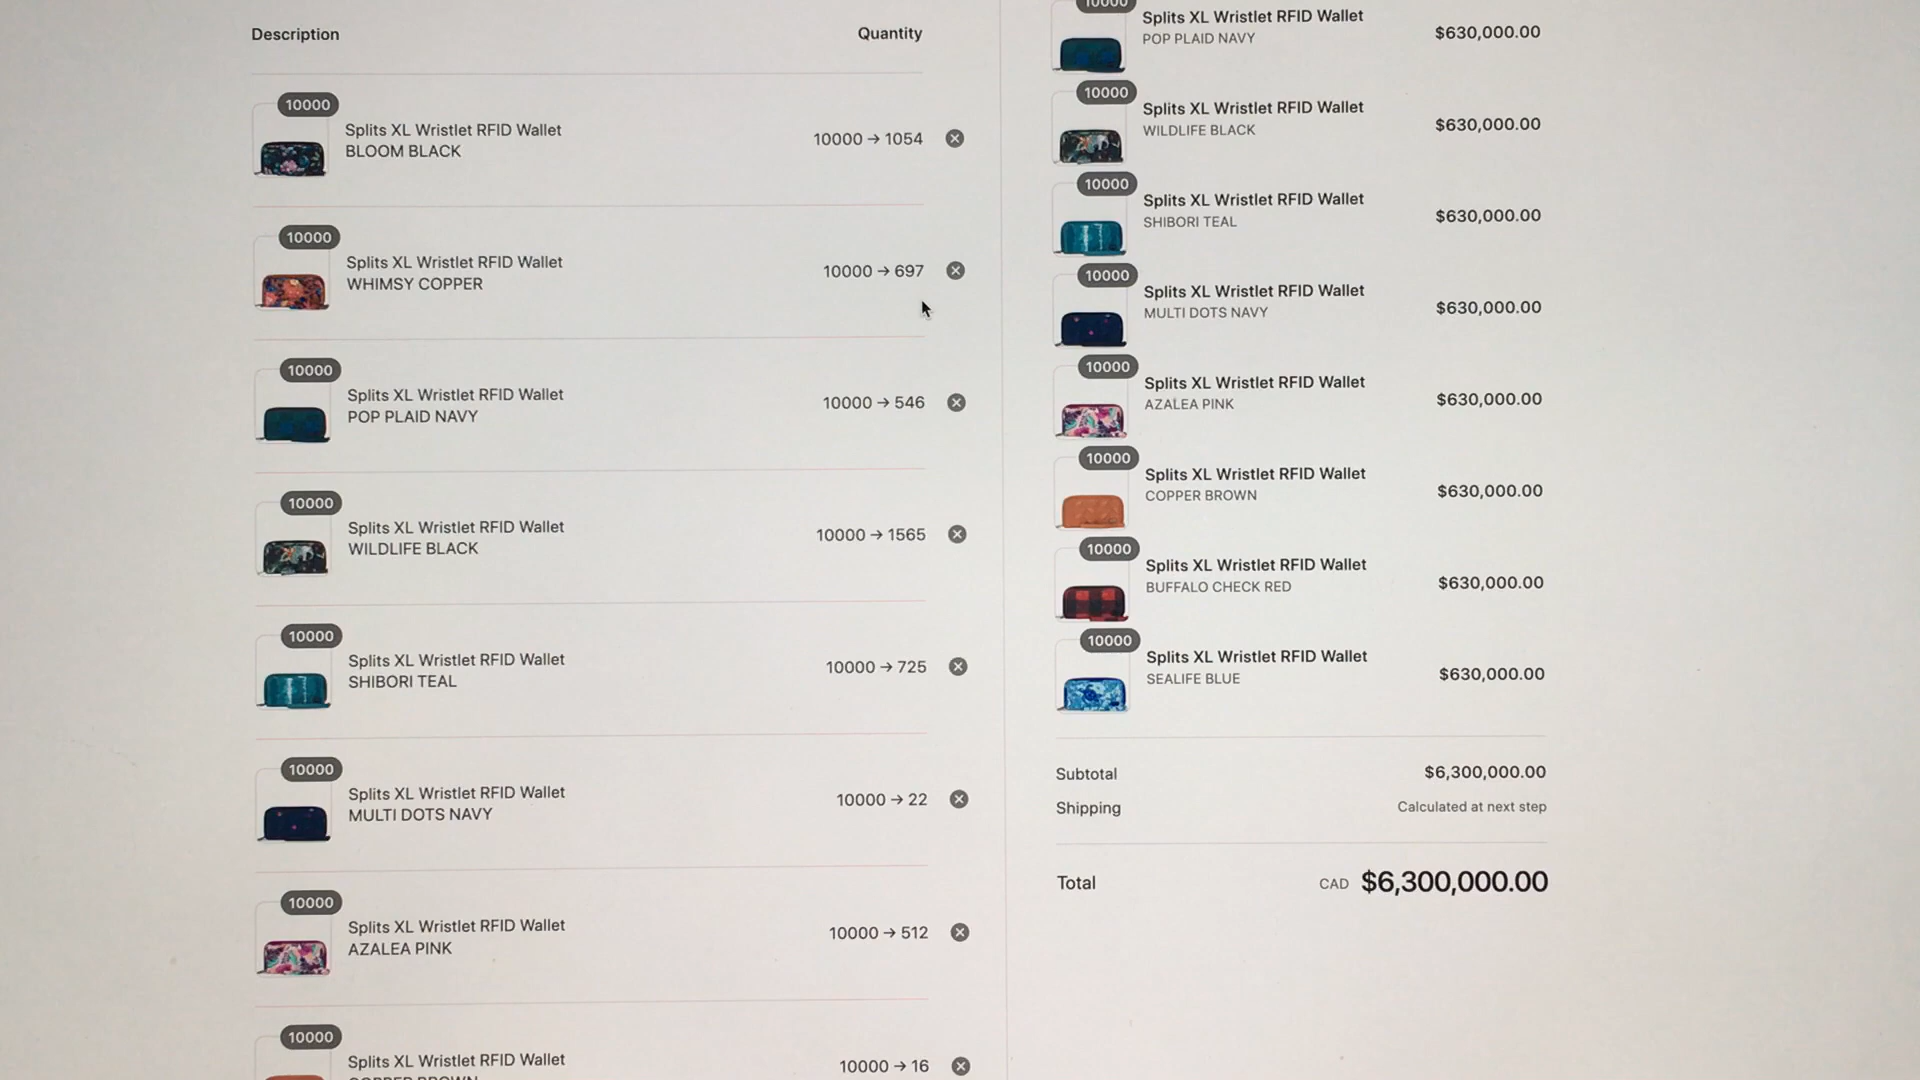 Description Quantity
10000
Splits XL Wristlet RFID Wallet
BLOOM BLACK
10000 → 1054
10000
Splits XL Wristlet RFID Wallet
WHIMSY COPPER
10000 → 697
10000
Splits XL Wristlet RFID Wallet
POP PLAID NAVY
10000 → 546
10000
Splits XL Wristlet RFID Wallet
WILDLIFE BLACK
10000 → 1565
10000
Splits XL Wristlet RFID Wallet
SHIBORI TEAL
10000 → 725
10000
Splits XL Wristlet RFID Wallet
MULTI DOTS NAVY
10000 → 22
10000
Splits XL Wristlet RFID Wallet
AZALEA PINK
10000 → 512
10000
Splits XL Wristlet RFID Wallet
COPPER BROWN
10000 → 16
10000
Splits XL Wristlet RFID Wallet
POP PLAID NAVY
$630,000.00
10000
Splits XL Wristlet RFID Wallet
WILDLIFE BLACK
$630,000.00
10000
Splits XL Wristlet RFID Wallet
SHIBORI TEAL
$630,000.00
10000
Splits XL Wristlet RFID Wallet
MULTI DOTS NAVY
$630,000.00
10000
Splits XL Wristlet RFID Wallet
AZALEA PINK
$630,000.00
10000
Splits XL Wristlet RFID Wallet
COPPER BROWN
$630,000.00
10000
Splits XL Wristlet RFID Wallet
BUFFALO CHECK RED
$630,000.00
10000
Splits XL Wristlet RFID Wallet
SEALIFE BLUE
$630,000.00
Subtotal $6,300,000.00
Shipping Calculated at next step
Total CAD $6,300,000.00